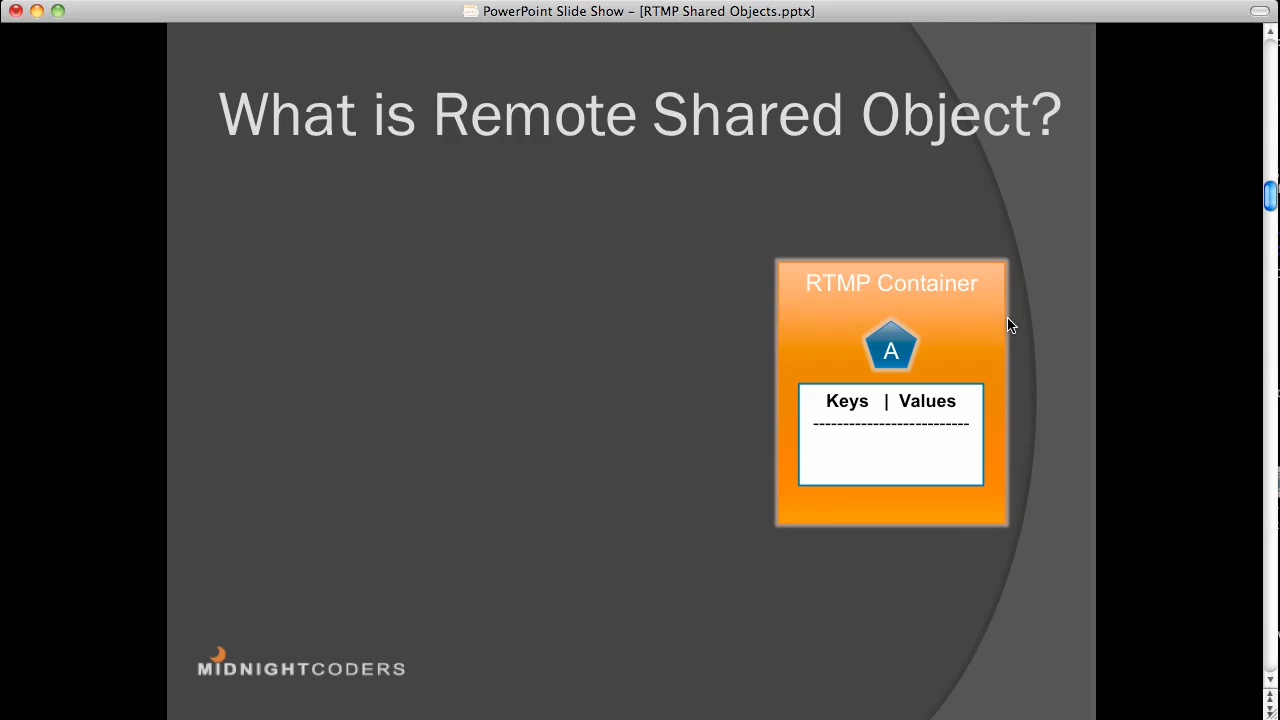 PowerPoint Slide Show – [RTMP Shared Objects.pptx]
What is Remote Shared Object?
RTMP Container
A
Keys | Values
--------------------------
MIDNIGHTCODERS